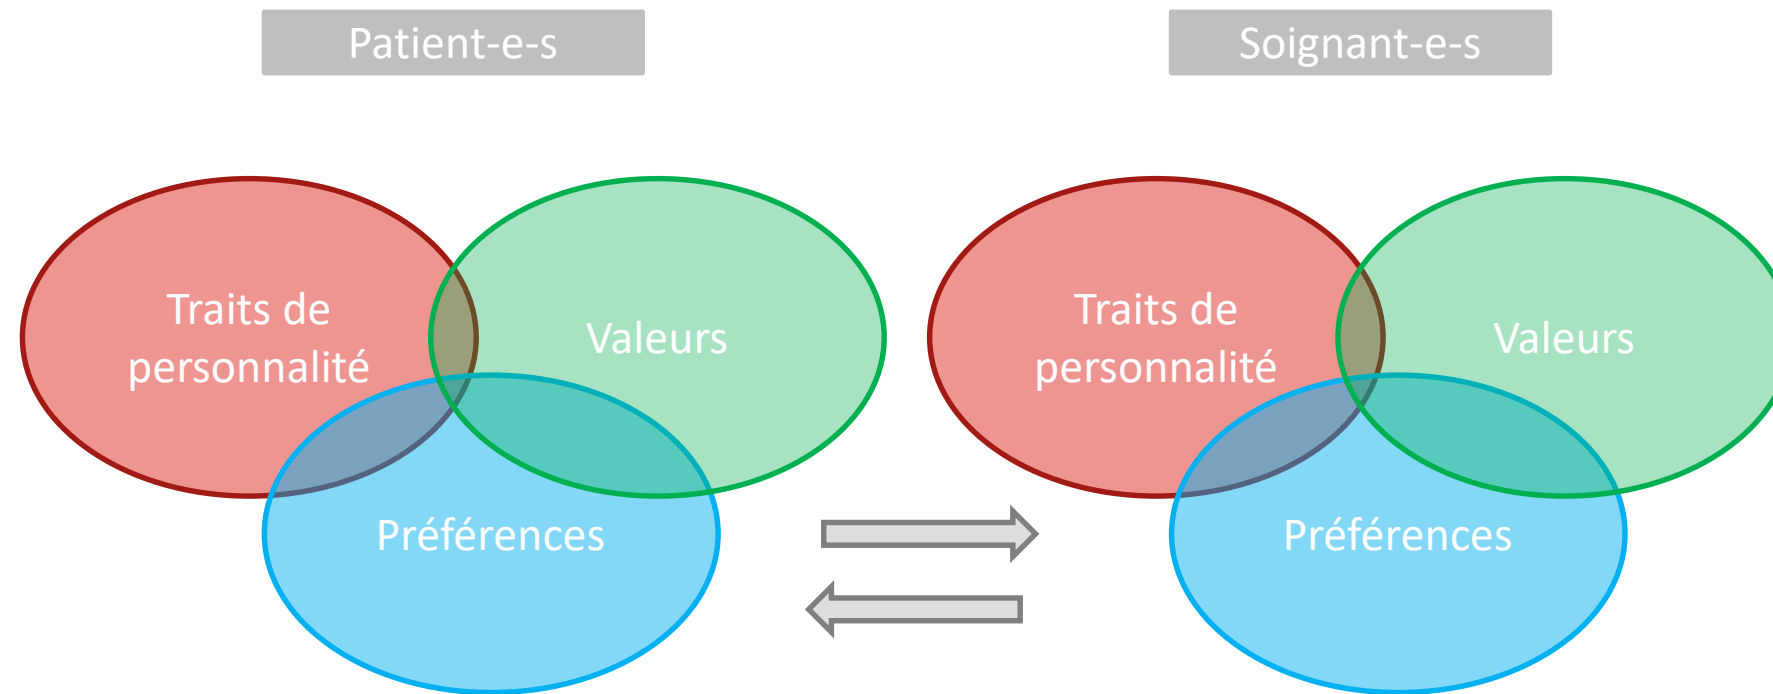 Patient-e-s
Soignant-e-s
Traits de
personnalité
Valeurs
Préférences
Traits de
personnalité
Valeurs
Préférences